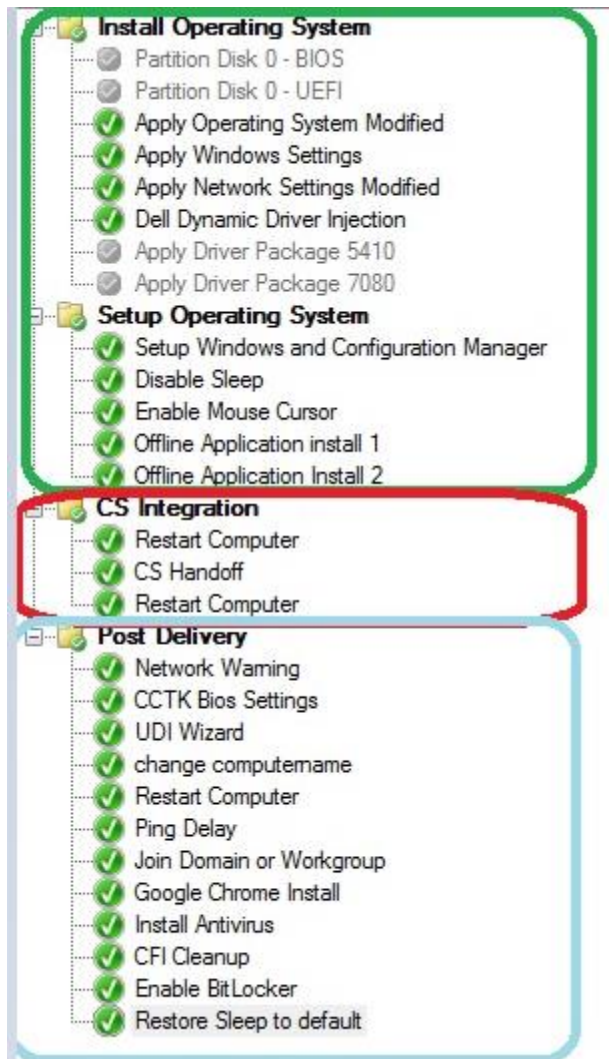 Install Operating System
Partition Disk 0 - BIOS
Partition Disk 0 - UEFI
Apply Operating System Modified
Apply Windows Settings
Apply Network Settings Modified
Dell Dynamic Driver Injection
Apply Driver Package 5410
Apply Driver Package 7080
Setup Operating System
Setup Windows and Configuration Manager
Disable Sleep
Enable Mouse Cursor
Offline Application install 1
Offline Application Install 2
CS Integration
Restart Computer
CS Handoff
Restart Computer
Post Delivery
Network Warning
CCTK Bios Settings
UDI Wizard
change computername
Restart Computer
Ping Delay
Join Domain or Workgroup
Google Chrome Install
Install Antivirus
CFI Cleanup
Enable BitLocker
Restore Sleep to default